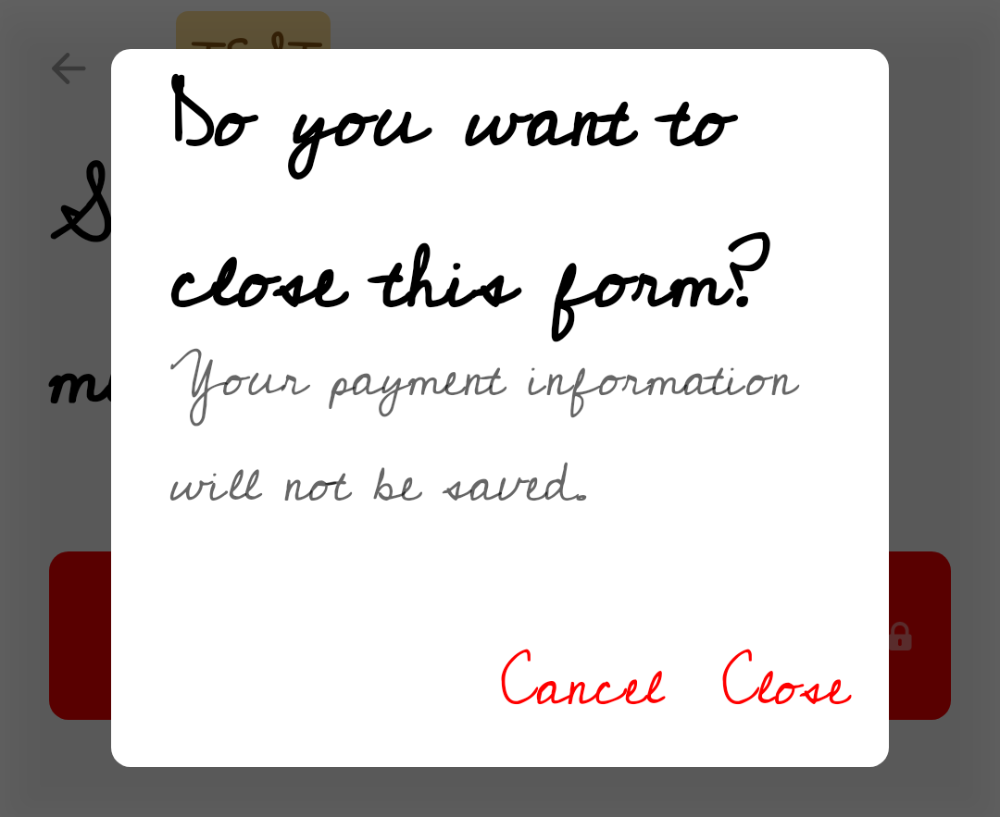 Do you want to
close this form?
Your payment information
will not be saved.
Cancel Close